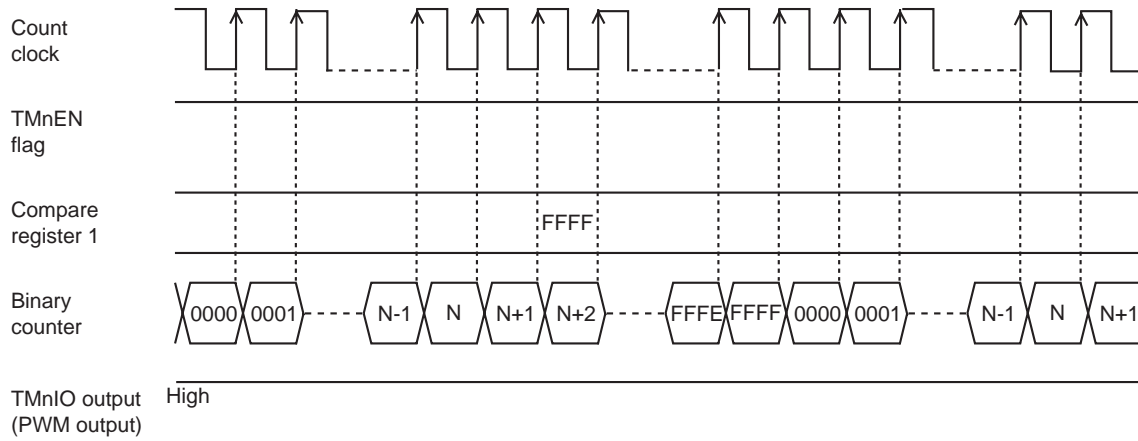 Count
clock
TMnEN
flag
Compare
register 1
FFFF
Binary
counter
0000 0001 N-1 N N+1 N+2 FFFE FFFF 0000 0001 N-1 N N+1
TMnIO output
(PWM output)
High